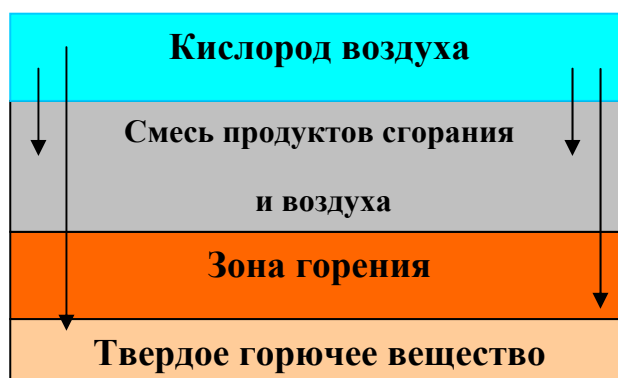 Кислород воздуха
Смесь продуктов сгорания
и воздуха
Зона горения
Твердое горючее вещество